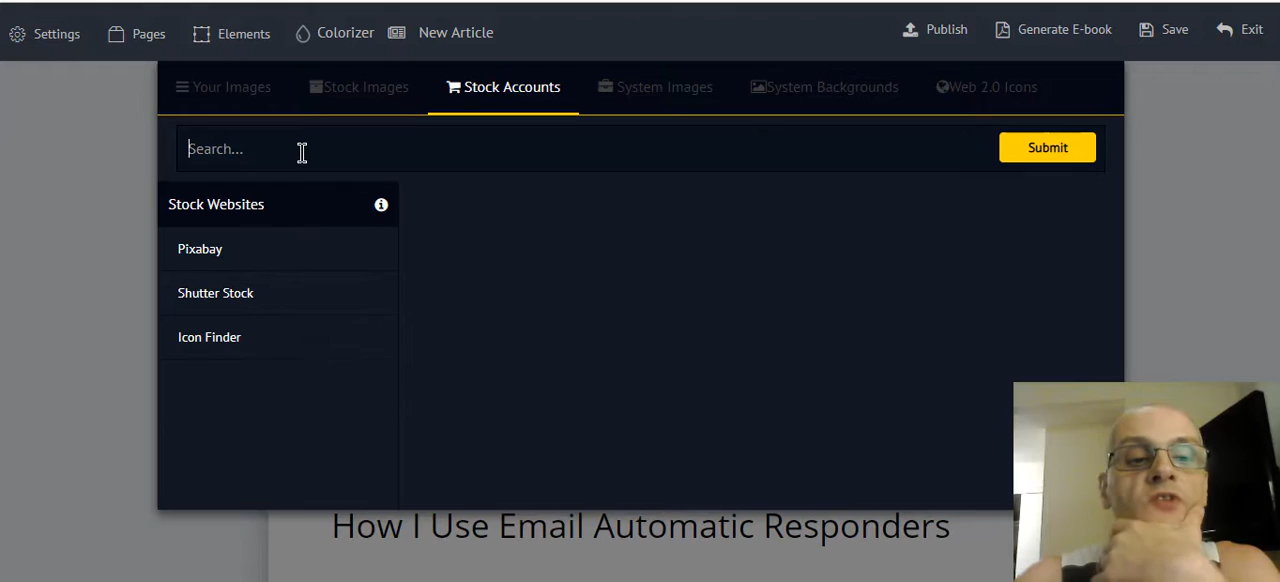 Settings Pages Elements Colorizer New Article Publish Generate E-book Save Exit
Your Images Stock Images Stock Accounts System Images System Backgrounds Web 2.0 Icons
Search... Submit
Stock Websites
Pixabay
Shutter Stock
Icon Finder
How I Use Email Automatic Responders